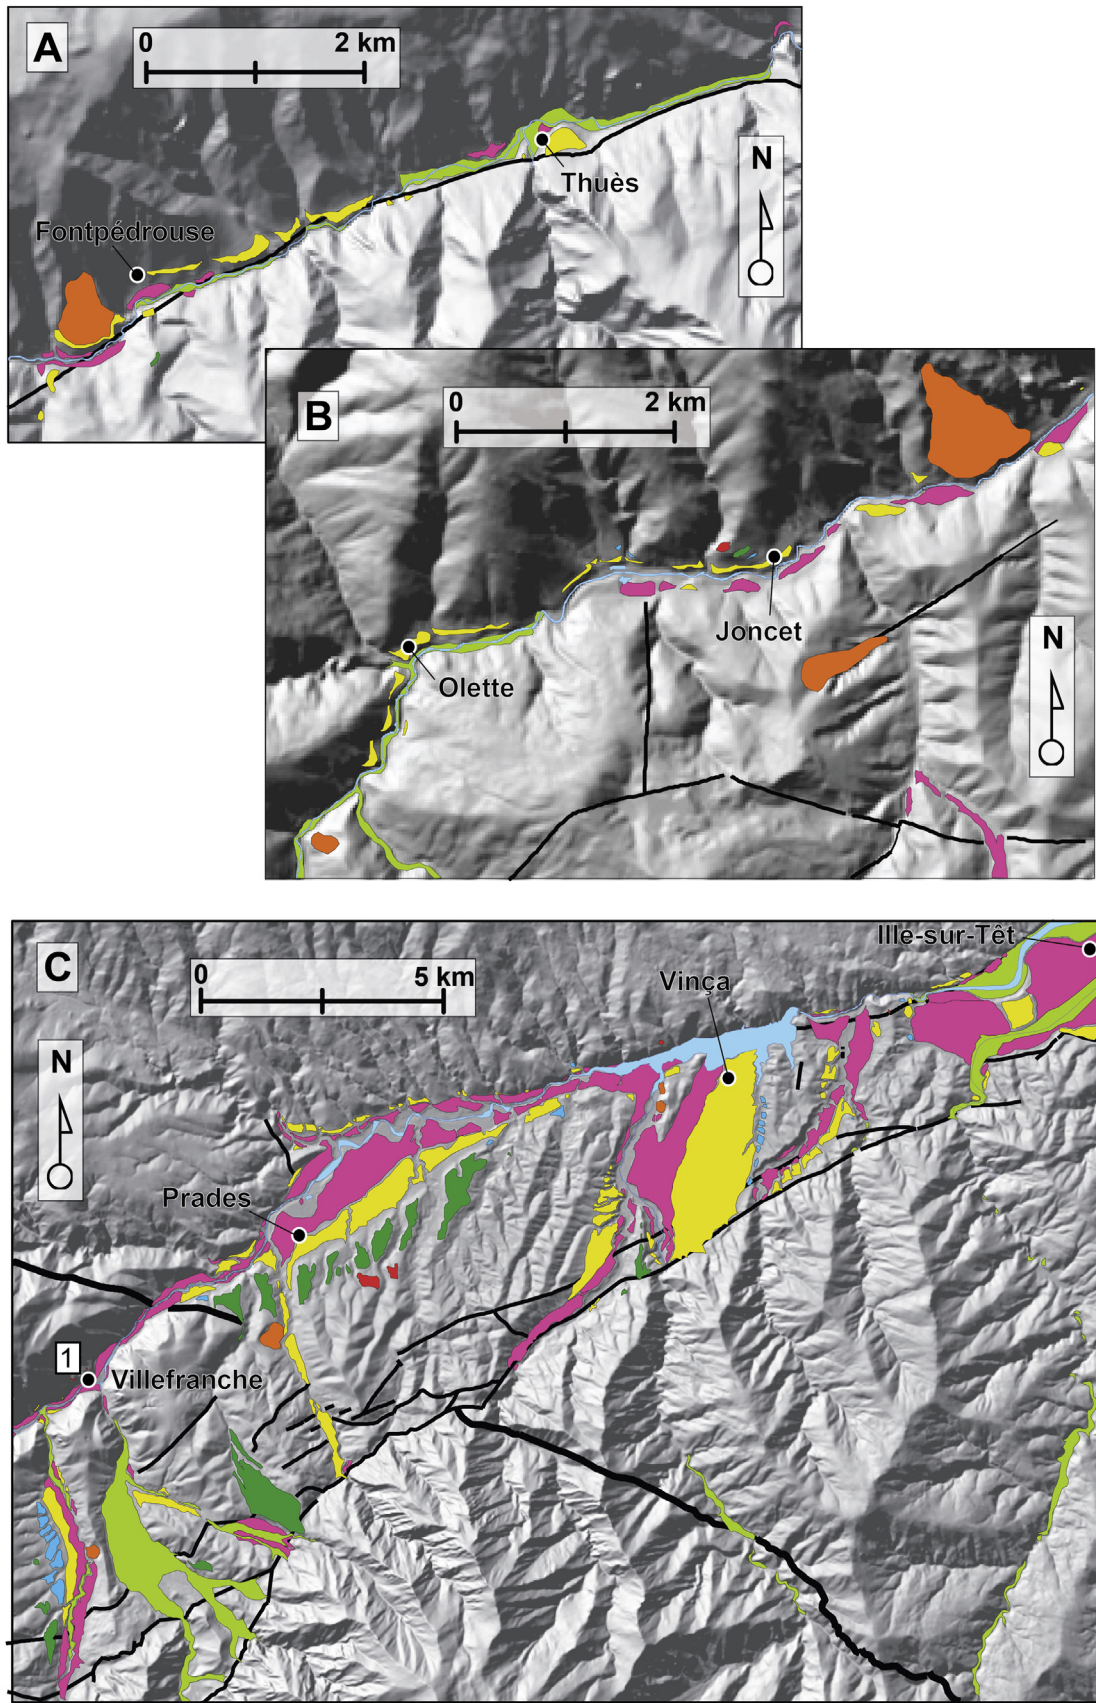 A
0 2 km
N
Thuès
Fontpédrouse
B
0 2 km
N
Joncet
Olette
C
0 5 km
Ille-sur-Têt
Vinça
N
Prades
1
Villefranche